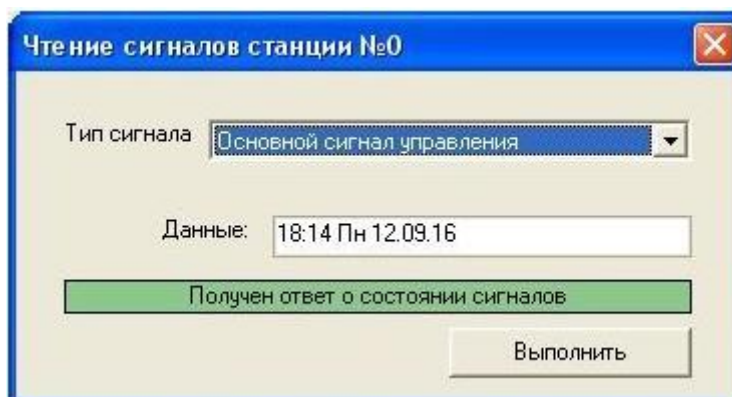 Чтение сигналов станции №0
Тип сигнала Основной сигнал управления
Данные: 18:14 Пн 12.09.16
Получен ответ о состоянии сигналов
Выполнить